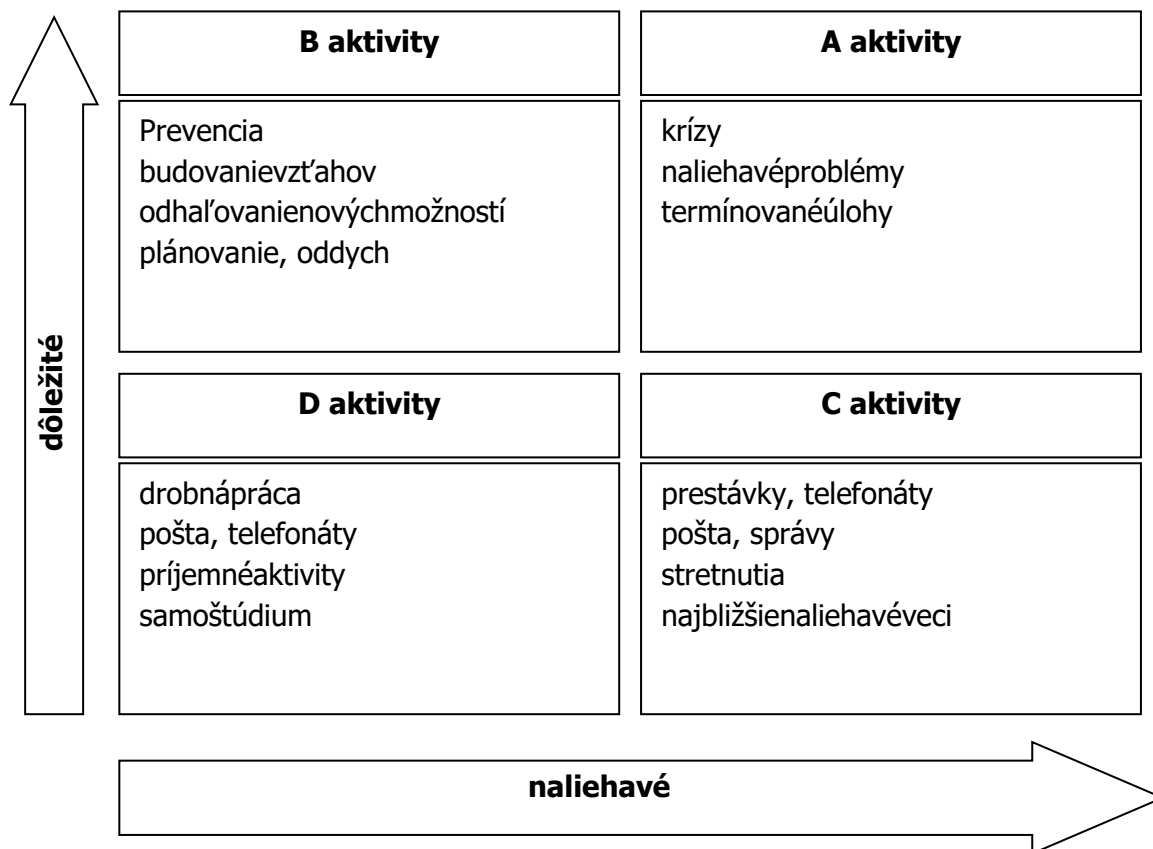 B aktivity
Prevencia
budovanievzťahov
odhaľovanienovýchmožností
plánovanie, oddych
A aktivity
krízy
naliehavéproblémy
termínovanéúlohy
dôležité
D aktivity
drobnápráca
pošta, telefonáty
príjemnéaktivity
samoštúdium
C aktivity
prestávky, telefonáty
pošta, správy
stretnutia
najbližšienaliehavéveci
naliehavé